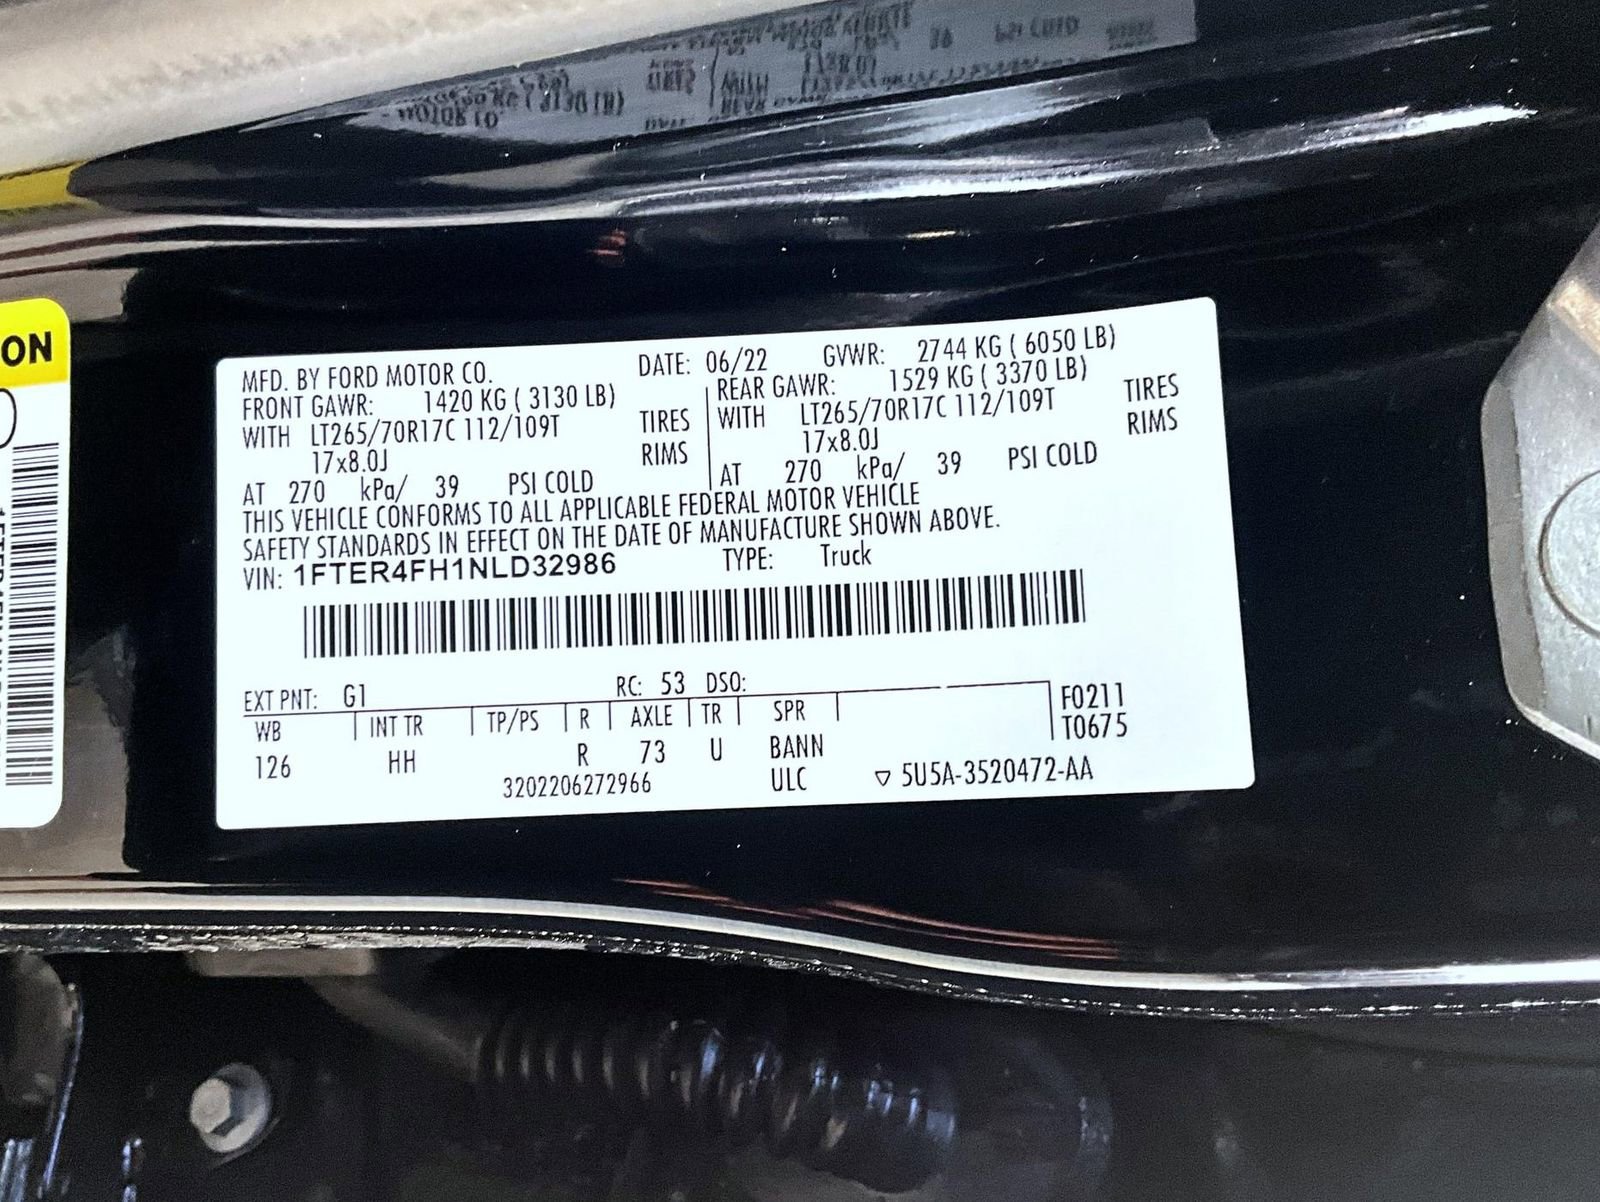 ON
MFD. BY FORD MOTOR CO. DATE: 06/22 GVWR: 2744 KG ( 6050 LB)
FRONT GAWR: 1420 KG ( 3130 LB) REAR GAWR: 1529 KG ( 3370 LB)
WITH LT265/70R17C 112/109T TIRES WITH LT265/70R17C 112/109T TIRES
17x8.0J RIMS 17x8.0J RIMS
AT 270 kPa/ 39 PSI COLD AT 270 kPa/ 39 PSI COLD
THIS VEHICLE CONFORMS TO ALL APPLICABLE FEDERAL MOTOR VEHICLE
SAFETY STANDARDS IN EFFECT ON THE DATE OF MANUFACTURE SHOWN ABOVE.
VIN: 1FTER4FH1NLD32986 TYPE: Truck
EXT PNT: G1 RC: 53 DSO:
WB INT TR TP/PS R AXLE TR SPR F0211
T0675
126 HH R 73 U BANN
3202206272966 ULC ▽ 5U5A-3520472-AA